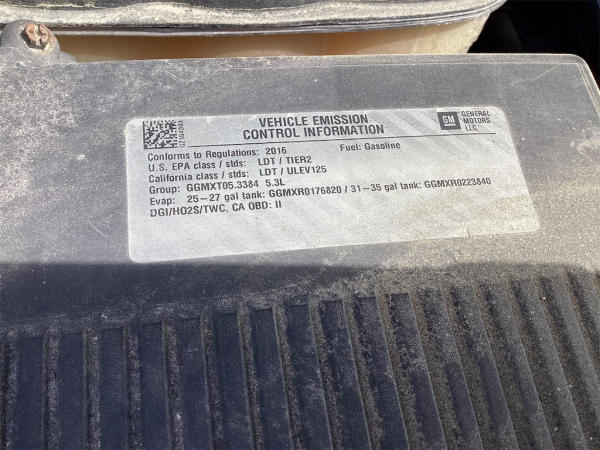 VEHICLE EMISSION
CONTROL INFORMATION
GM
GENERAL
MOTORS
LLC
Conforms to Regulations: 2016 Fuel: Gasoline
U.S. EPA class / stds: LDT / TIER2
California class / stds: LDT / ULEV125
Group: GGMXT05.3384 5.3L
Evap: 25-27 gal tank: GGMXR0176820 / 31-35 gal tank: GGMXR0223840
DGI/HO2S/TWC, CA OBD: II